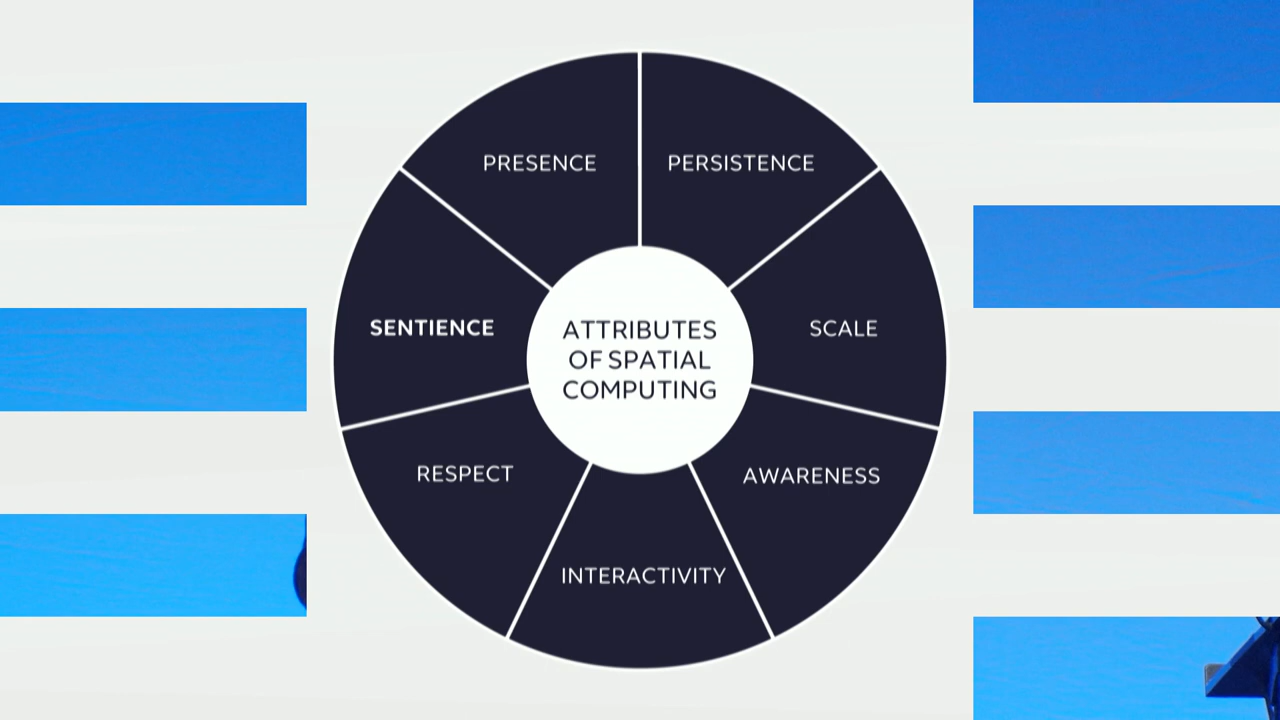 PRESENCE
PERSISTENCE
SENTIENCE
ATTRIBUTES
OF SPATIAL
COMPUTING
SCALE
RESPECT
AWARENESS
INTERACTIVITY